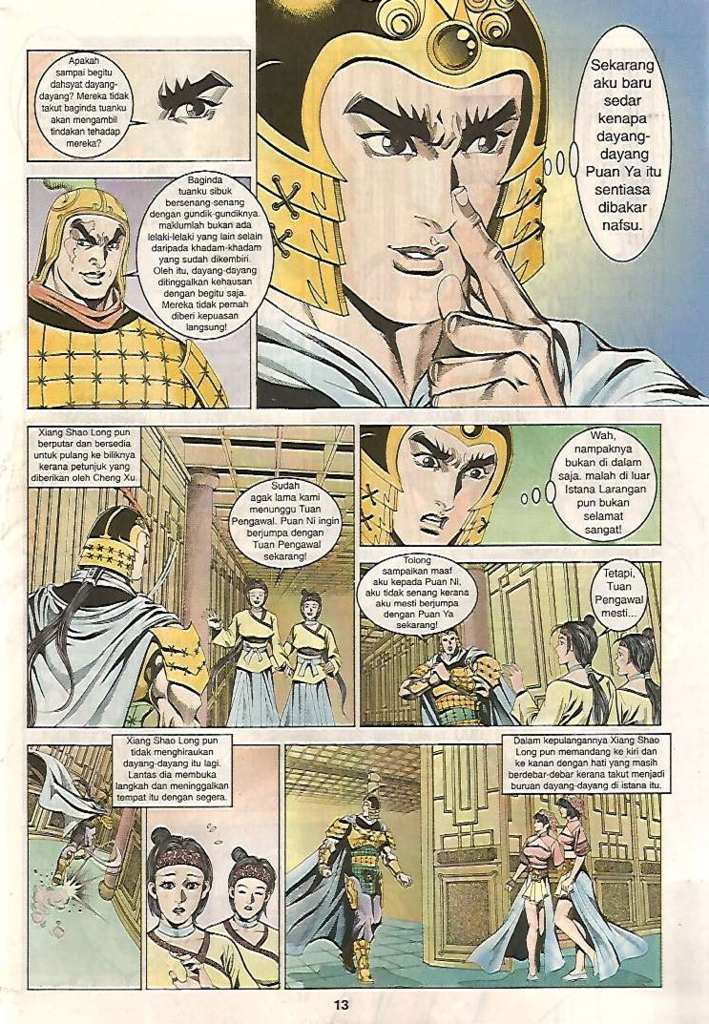 Apakah
sampai begitu
dahsyat dayang-
dayang? Mereka tidak
takut baginda tuanku
akan mengambil
tindakan tehadap
mereka?
Sekarang
aku baru
sedar
kenapa
dayang-
dayang
Puan Ya itu
sentiasa
dibakar
nafsu.
Baginda
tuanku sibuk
bersenang-senang
dengan gundik-gundiknya
maklumlah bukan ada
lelaki-lelaki yang lain selain
daripada khadam-khadam
yang sudah dikembiri.
Oleh itu, dayang-dayang
ditinggalkan kehausan
dengan begitu saja.
Mereka tidak pernah
diberi kepuasan
langsung!
Xiang Shao Long pun
berputar dan bersedia
untuk pulang ke biliknya
kerana petunjuk yang
diberikan oleh Cheng Xu.
Sudah
agak lama kami
menunggu Tuan
Pengawal. Puan Ni ingin
berjumpa dengan
Tuan Pengawal
sekarang!
Wah,
nampaknya
bukan di dalam
saja. malah di luar
Istana Larangan
pun bukan
selamat
sangat!
Tolong
sampaikan maaf
aku kepada Puan Ni,
aku tidak senang kerana
aku mesti berjumpa
dengan Puan Ya
sekarang!
Tetapi,
Tuan
Pengawal
mesti...
Xiang Shao Long pun
tidak menghiraukan
dayang-dayang itu lagi.
Lantas dia membuka
langkah dan meninggalkan
tempat itu dengan segera.
Dalam kepulangannya Xiang Shao
Long pun memandang ke kiri dan ke
kanan dengan hati yang masih
berdebar-debar kerana takut menjadi
buruan dayang-dayang di istana itu.
13